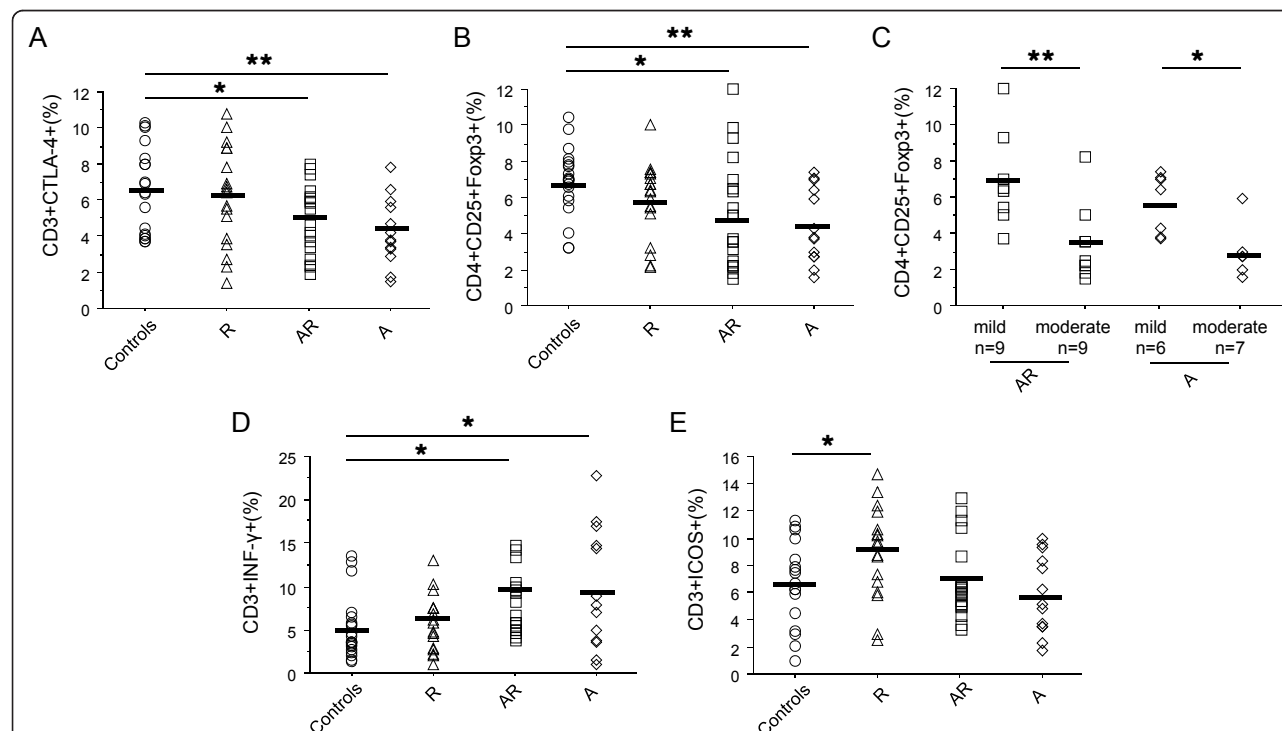 A
**
*
CD3+CTLA-4+(%)
12
10
8
6
4
2
0
Controls
R
AR
A
B
**
*
CD4+CD25+Foxp3+(%)
12
10
8
6
4
2
0
Controls
R
AR
A
C
**
*
CD4+CD25+Foxp3+(%)
12
10
8
6
4
2
0
mild moderate mild moderate
n=9 n=9 n=6 n=7
AR
A
D
*
*
CD3+INF-γ+(%)
25
20
15
10
5
0
Controls
R
AR
A
E
*
CD3+ICOS+(%)
16
14
12
10
8
6
4
2
0
Controls
R
AR
A